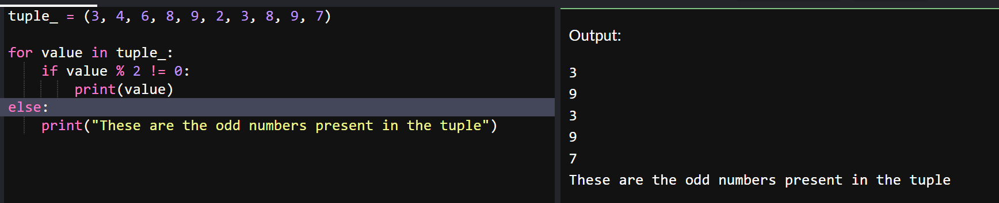 tuple_ = (3, 4, 6, 8, 9, 2, 3, 8, 9, 7)
for value in tuple_:
    if value % 2 != 0:
        print(value)
else:
    print("These are the odd numbers present in the tuple")
Output:
3
9
3
9
7
These are the odd numbers present in the tuple